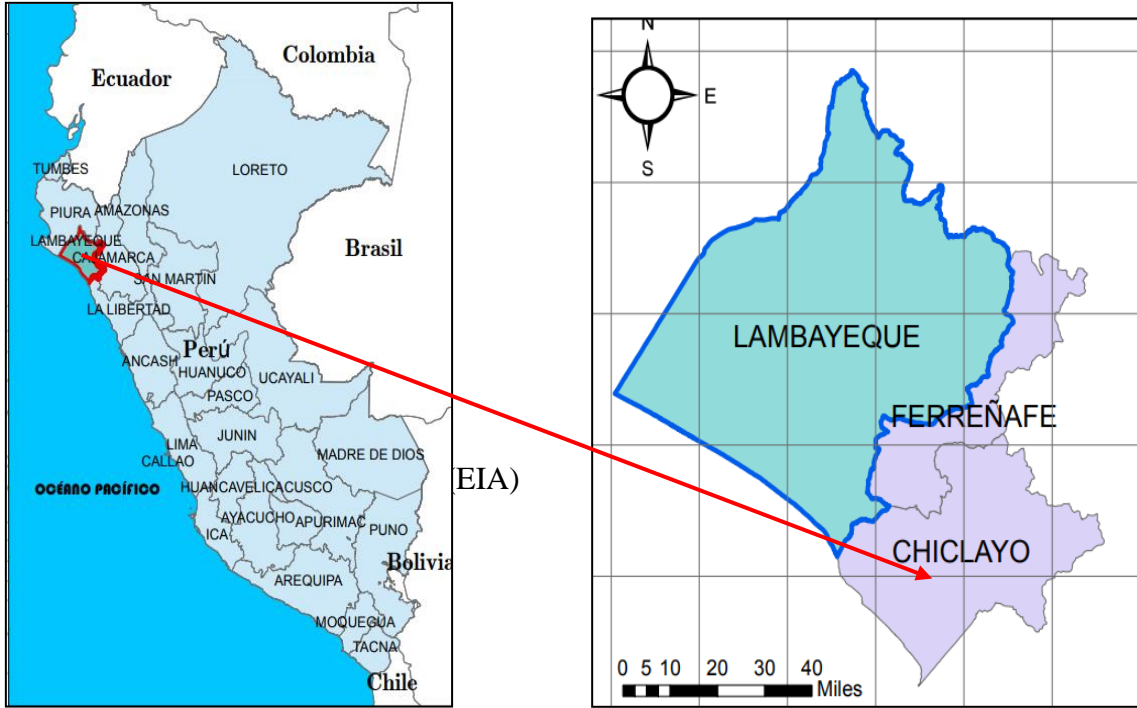 Colombia
Ecuador
TUMBES
LORETO
PIURA
AMAZONAS
LAMBAYEQUE
CAJAMARCA
Brasil
SAN MARTIN
LA LIBERTAD
Perú
ANCASH
HUANUCO
UCAYALI
PASCO
JUNIN
LIMA
MADRE DE DIOS
CALLAO
OCÉANO PACÍFICO
HUANCAVELICA
CUSCO
AYACUCHO
APURIMAC
PUNO
ICA
Bolivia
AREQUIPA
MOQUEGUA
TACNA
Chile
(EIA)
N
E
S
LAMBAYEQUE
FERREÑAFE
CHICLAYO
0 5 10 20 30 40
Miles